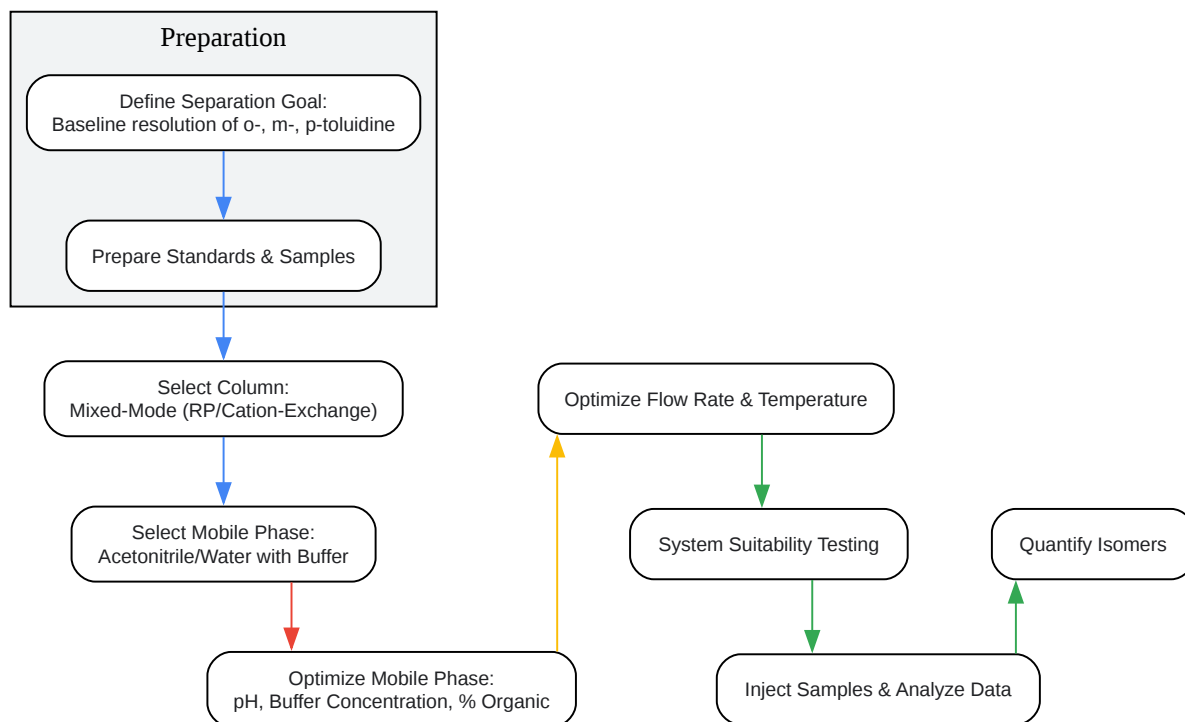 Preparation
Define Separation Goal:
Baseline resolution of o-, m-, p-toluidine
Prepare Standards & Samples
Select Column:
Mixed-Mode (RP/Cation-Exchange)
Select Mobile Phase:
Acetonitrile/Water with Buffer
Optimize Mobile Phase:
pH, Buffer Concentration, % Organic
Optimize Flow Rate & Temperature
System Suitability Testing
Inject Samples & Analyze Data
Quantify Isomers